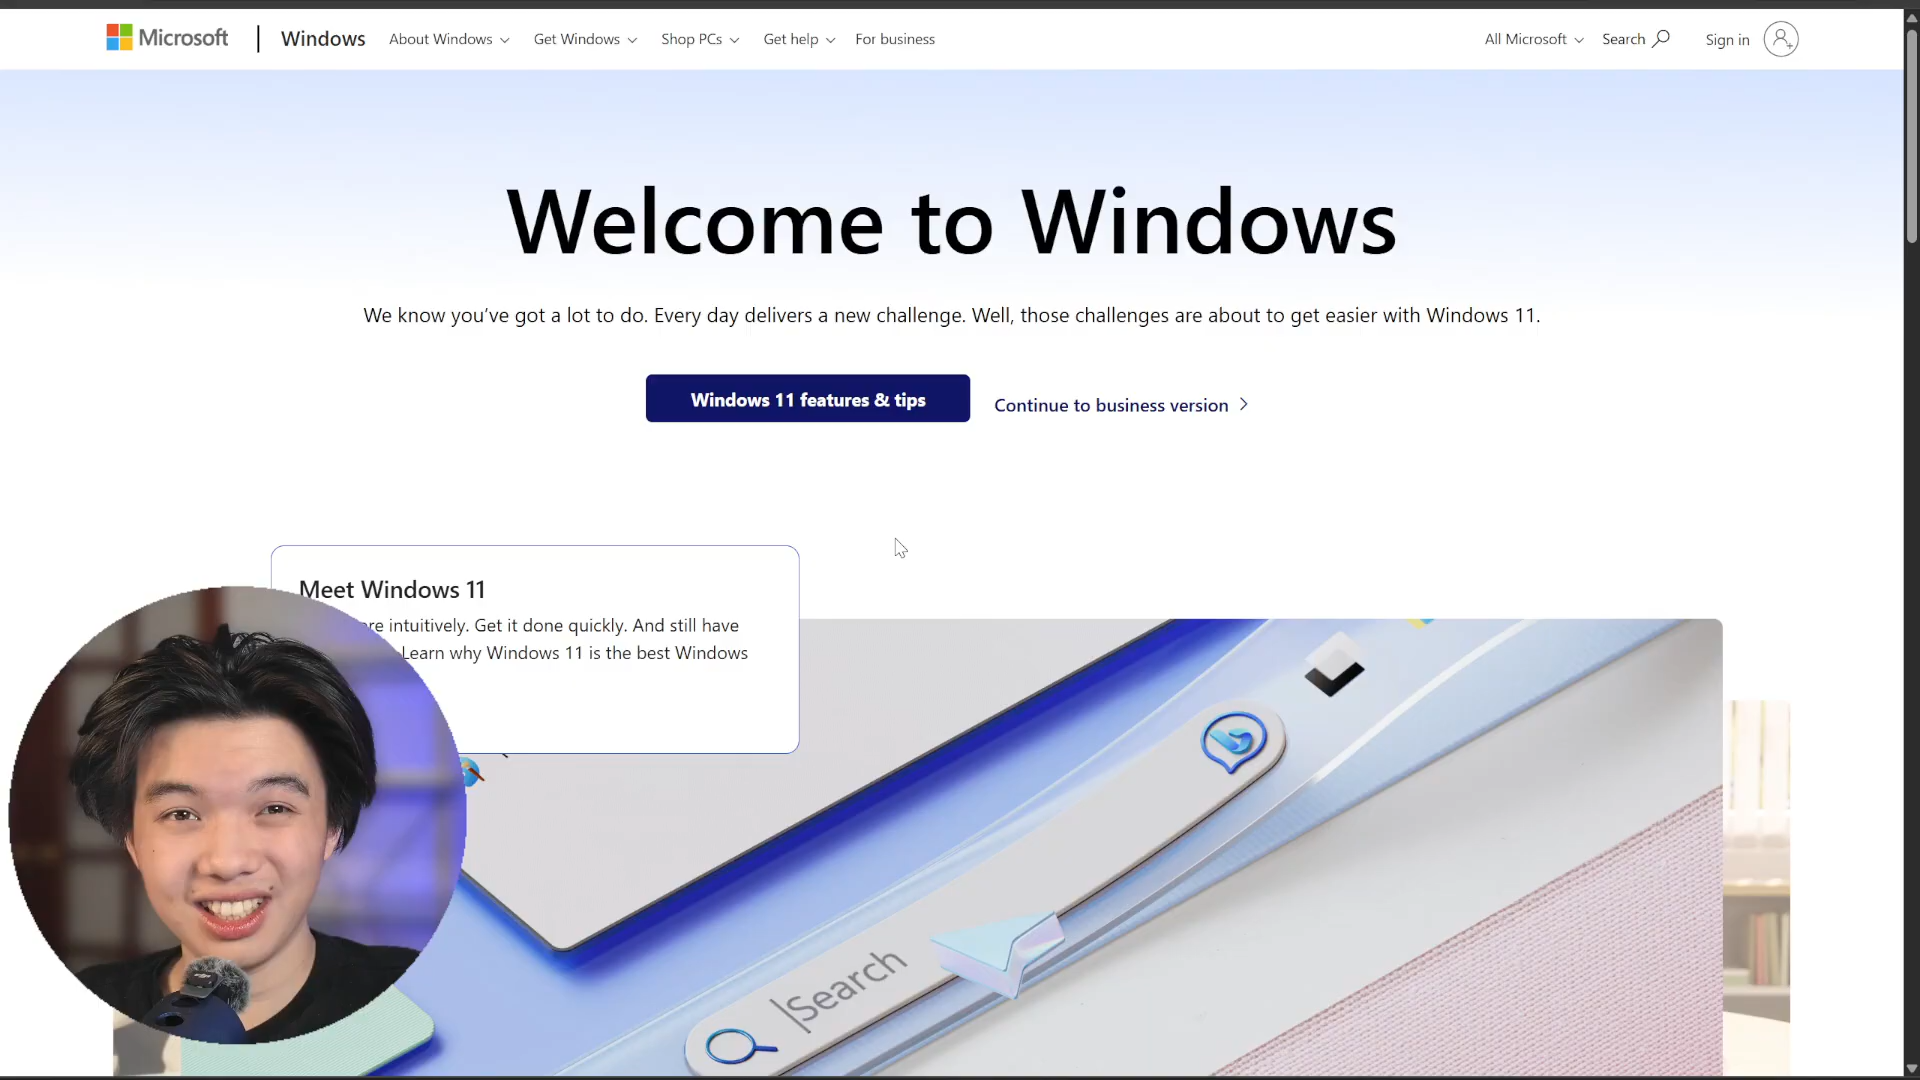 Microsoft
Windows
About Windows
Get Windows
Shop PCs
Get help
For business
All Microsoft
Search
Sign in
Welcome to Windows
We know you’ve got a lot to do. Every day delivers a new challenge. Well, those challenges are about to get easier with Windows 11.
Windows 11 features & tips
Continue to business version
Meet Windows 11
intuitively. Get it done quickly. And still have
Learn why Windows 11 is the best Windows
Search